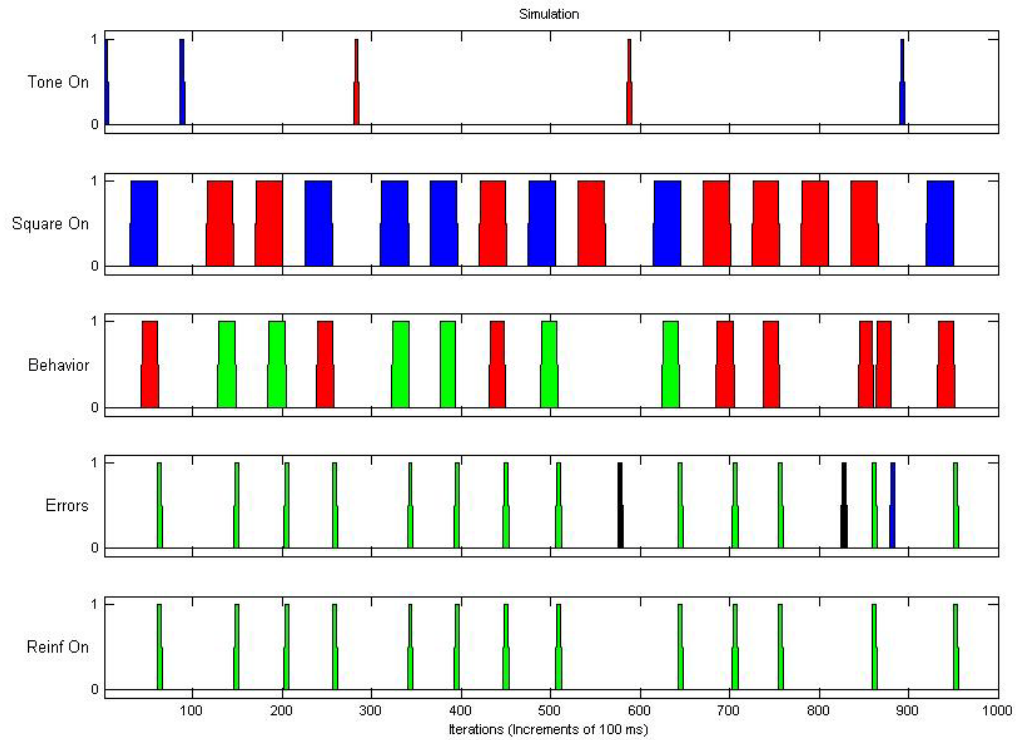 Simulation
1
Tone On
0
1
Square On
0
1
Behavior
0
1
Errors
0
1
Reinf On
0
100 200 300 400 500 600 700 800 900 1000
Iterations (Increments of 100 ms)